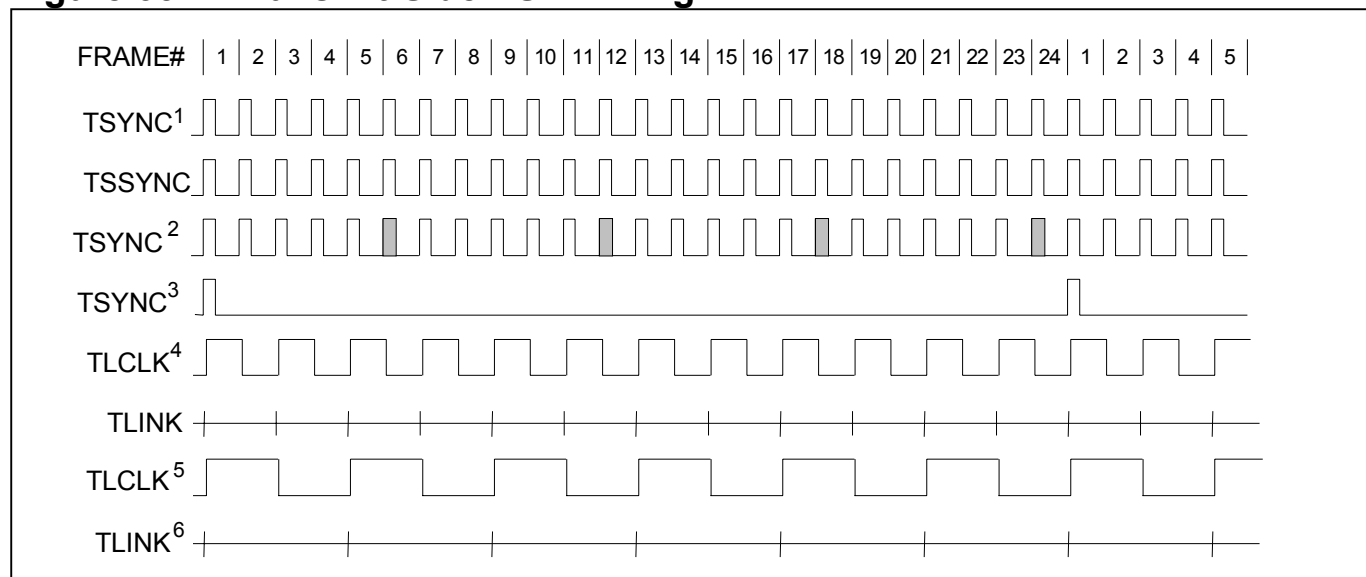 FRAME# 1 2 3 4 5 6 7 8 9 10 11 12 13 14 15 16 17 18 19 20 21 22 23 24 1 2 3 4 5
TSYNC1
TSSYNC
TSYNC2
TSYNC3
TLCLK4
TLINK
TLCLK5
TLINK6